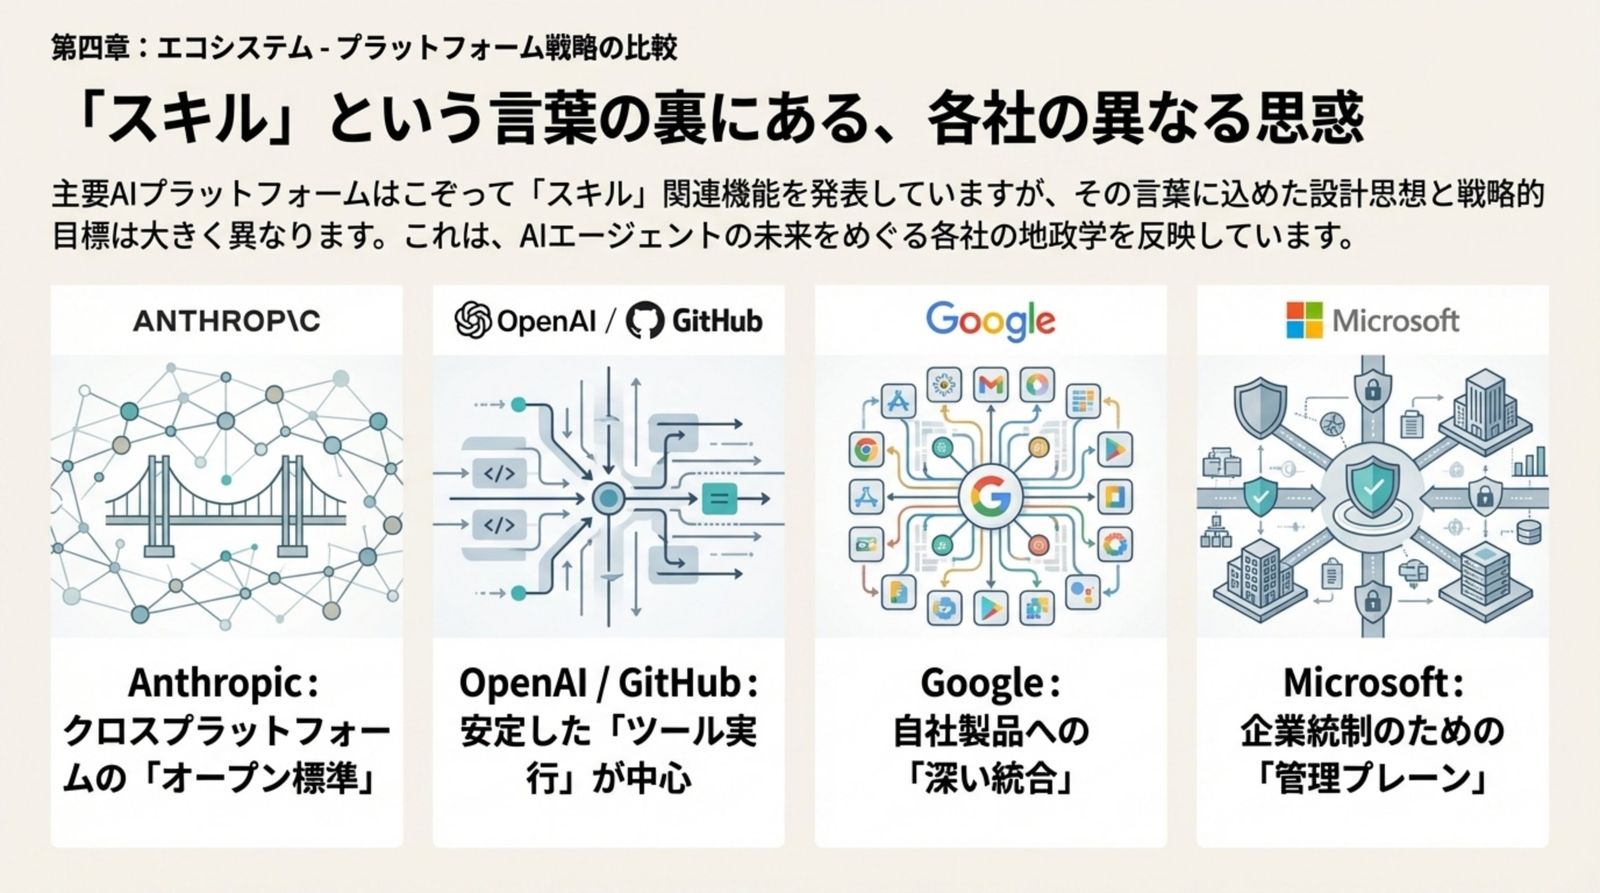 第四章：エコシステム - プラットフォーム戦略の比較
「スキル」という言葉の裏にある、各社の異なる思惑
主要AIプラットフォームはこぞって「スキル」関連機能を発表していますが、その言葉に込めた設計思想と戦略的
目標は大きく異なります。これは、AIエージェントの未来をめぐる各社の地政学を反映しています。
ANTHROP\C
OpenAI / GitHub
Google
Microsoft
</>
</>
G
Anthropic:
クロスプラットフォー
ムの「オープン標準」
OpenAI / GitHub:
安定した「ツール実
行」が中心
Google:
自社製品への
「深い統合」
Microsoft:
企業統制のための
「管理プレーン」